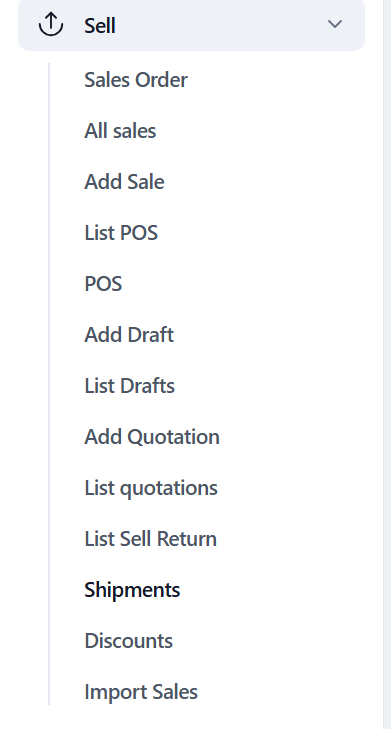 Sell
Sales Order
All sales
Add Sale
List POS
POS
Add Draft
List Drafts
Add Quotation
List quotations
List Sell Return
Shipments
Discounts
Import Sales